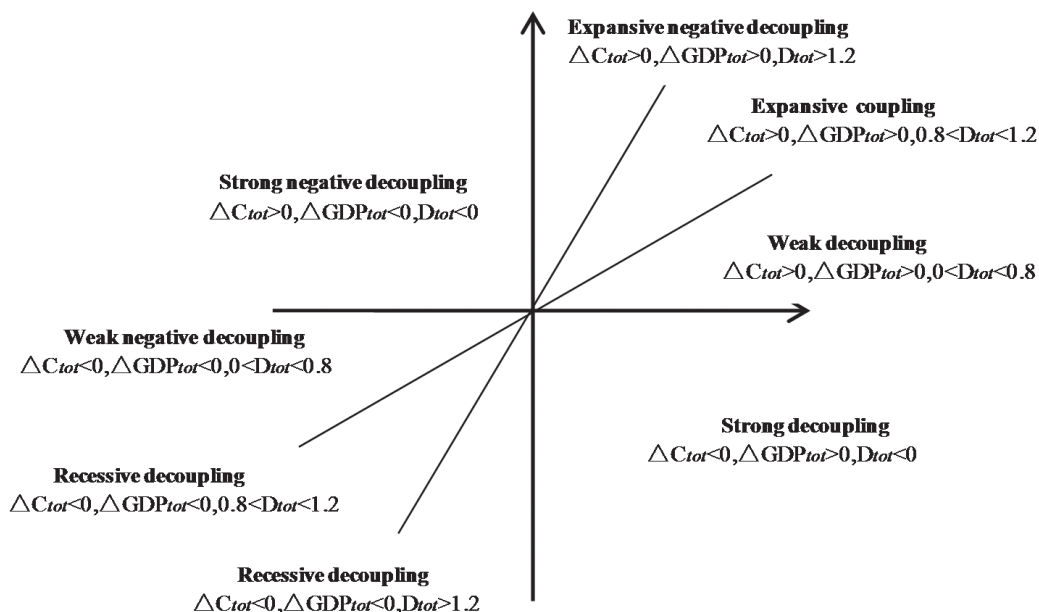 Expansive negative decoupling
△Ctot>0,△GDPtot>0,Dtot>1.2
Expansive coupling
△Ctot>0,△GDPtot>0,0.8<Dtot<1.2
Strong negative decoupling
△Ctot>0,△GDPtot<0,Dtot<0
Weak decoupling
△Ctot>0,△GDPtot>0,0<Dtot<0.8
Weak negative decoupling
△Ctot<0,△GDPtot<0,0<Dtot<0.8
Strong decoupling
△Ctot<0,△GDPtot>0,Dtot<0
Recessive decoupling
△Ctot<0,△GDPtot<0,0.8<Dtot<1.2
Recessive decoupling
△Ctot<0,△GDPtot<0,Dtot>1.2